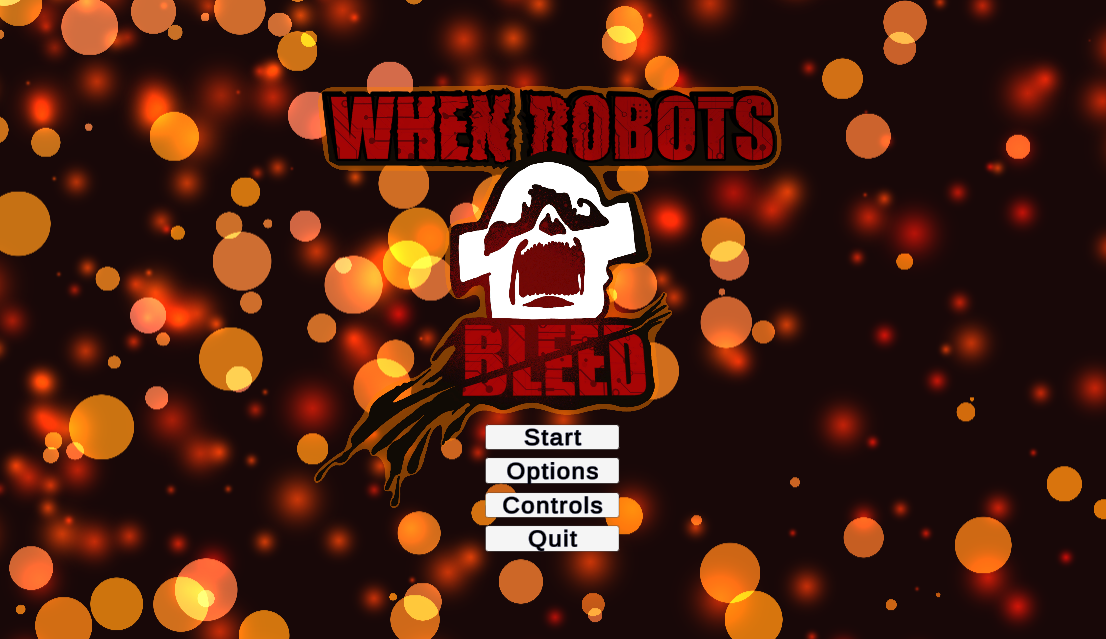 WHEN ROBOTS
BLEED
Start
Options
Controls
Quit